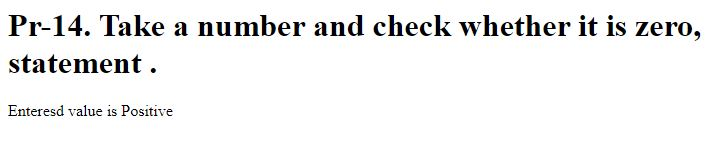 Pr-14. Take a number and check whether it is zero,
statement .
Enteresd value is Positive